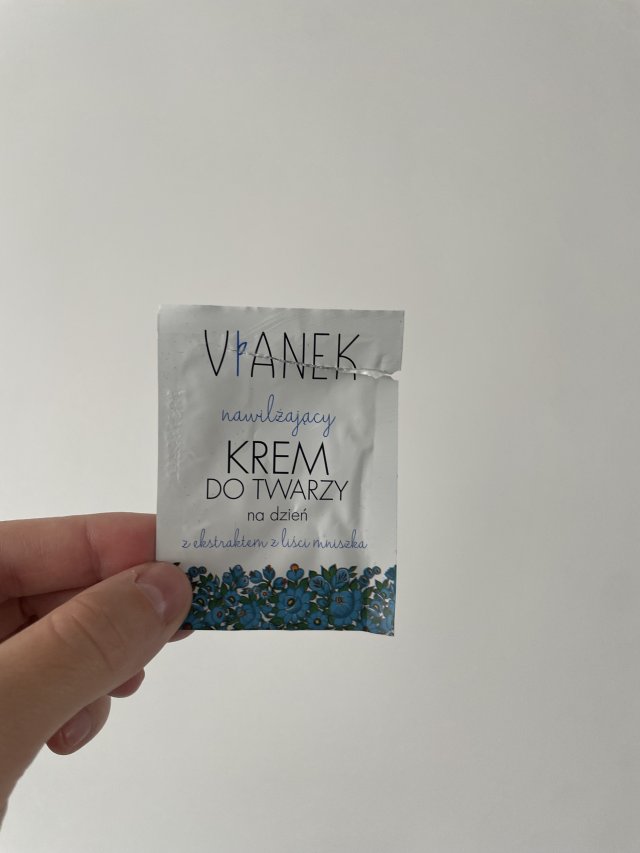 VIANEK
nawilżający
KREM
DO TWARZY
na dzień
z ekstraktem z liści mniszka